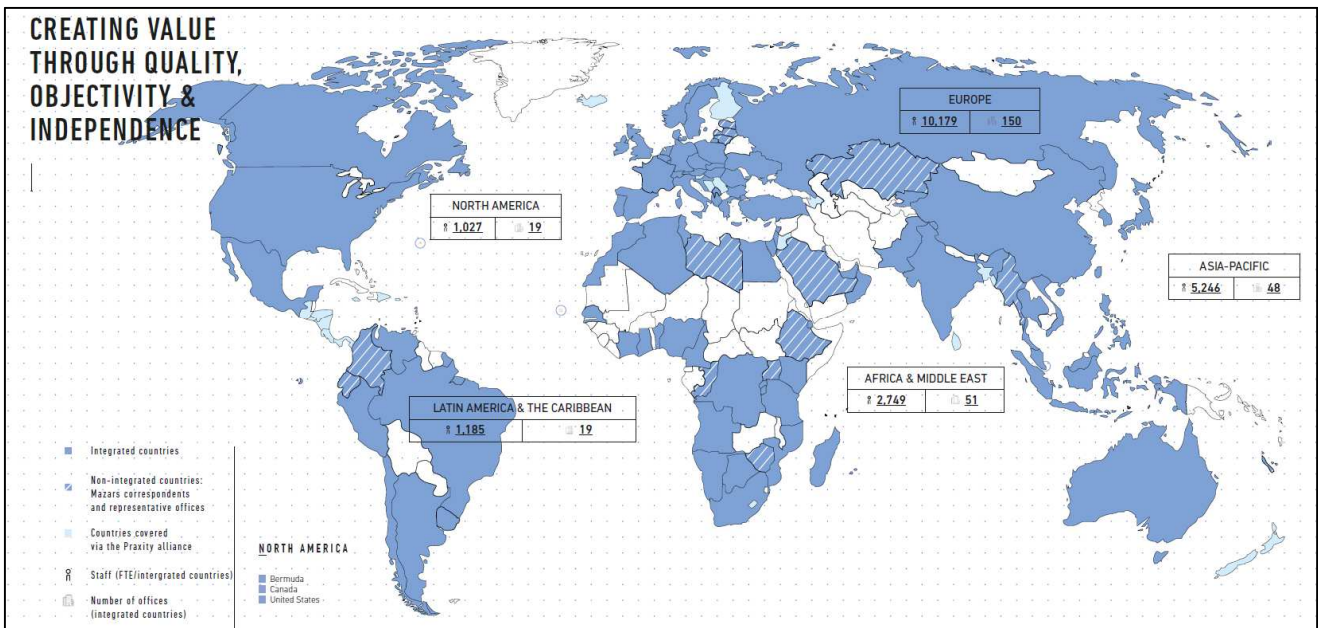 CREATING VALUE
THROUGH QUALITY,
OBJECTIVITY &
INDEPENDENCE
EUROPE
10,179 150
NORTH AMERICA
1,027 19
ASIA-PACIFIC
5,246 48
AFRICA & MIDDLE EAST
2,749 51
LATIN AMERICA & THE CARIBBEAN
1,185 19
Integrated countries
Non-integrated countries:
Mazars correspondents
and representative offices
Countries covered
via the Praxity alliance
Staff (FTE/intergrated countries)
Number of offices
(integrated countries)
NORTH AMERICA
Bermuda
Canada
United States